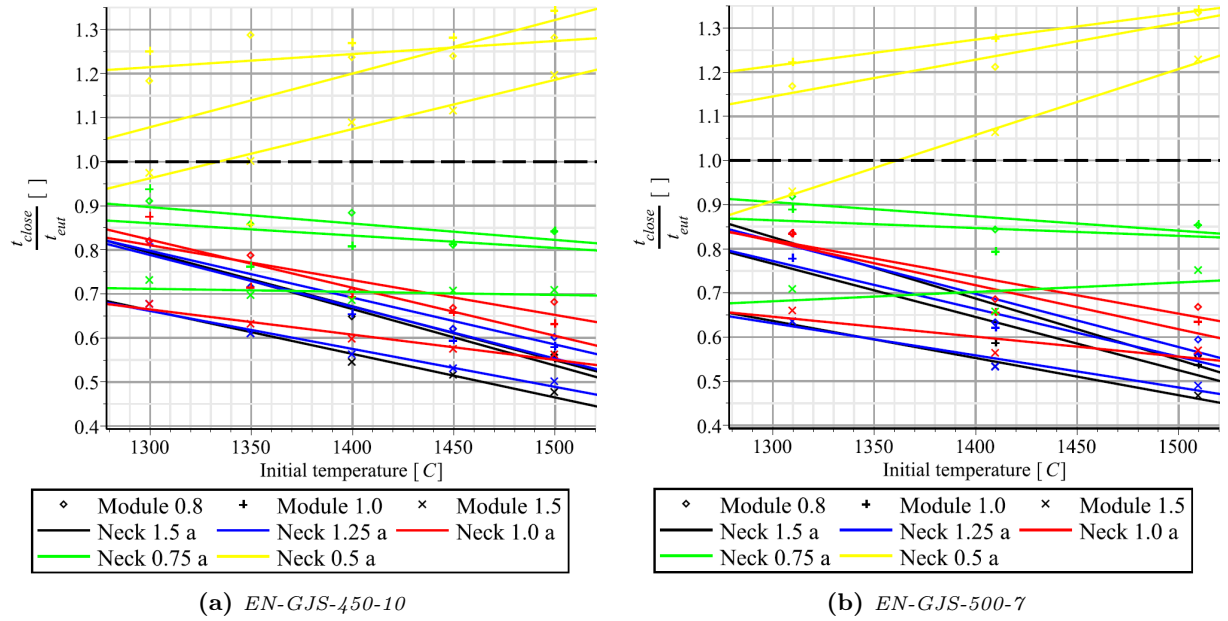 1.3
1.2
1.1
1.0
0.9
0.8
0.7
0.6
0.5
0.4
t_close
t_eut
[ ]
1300 1350 1400 1450 1500
Initial temperature [ C]
◇ Module 0.8 + Module 1.0 × Module 1.5
Neck 1.5 a Neck 1.25 a Neck 1.0 a
Neck 0.75 a Neck 0.5 a
(a) EN-GJS-450-10
1.3
1.2
1.1
1.0
0.9
0.8
0.7
0.6
0.5
0.4
t_close
t_eut
[ ]
1300 1350 1400 1450 1500
Initial temperature [ C]
◇ Module 0.8 + Module 1.0 × Module 1.5
Neck 1.5 a Neck 1.25 a Neck 1.0 a
Neck 0.75 a Neck 0.5 a
(b) EN-GJS-500-7